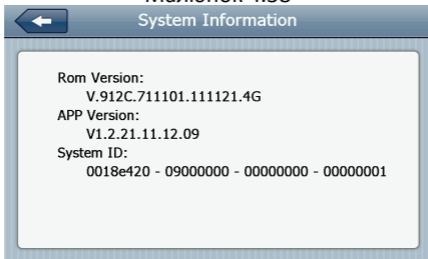 System Information
Rom Version:
V.912C.711101.111121.4G
APP Version:
V1.2.21.11.12.09
System ID:
0018e420 - 09000000 - 00000000 - 00000001